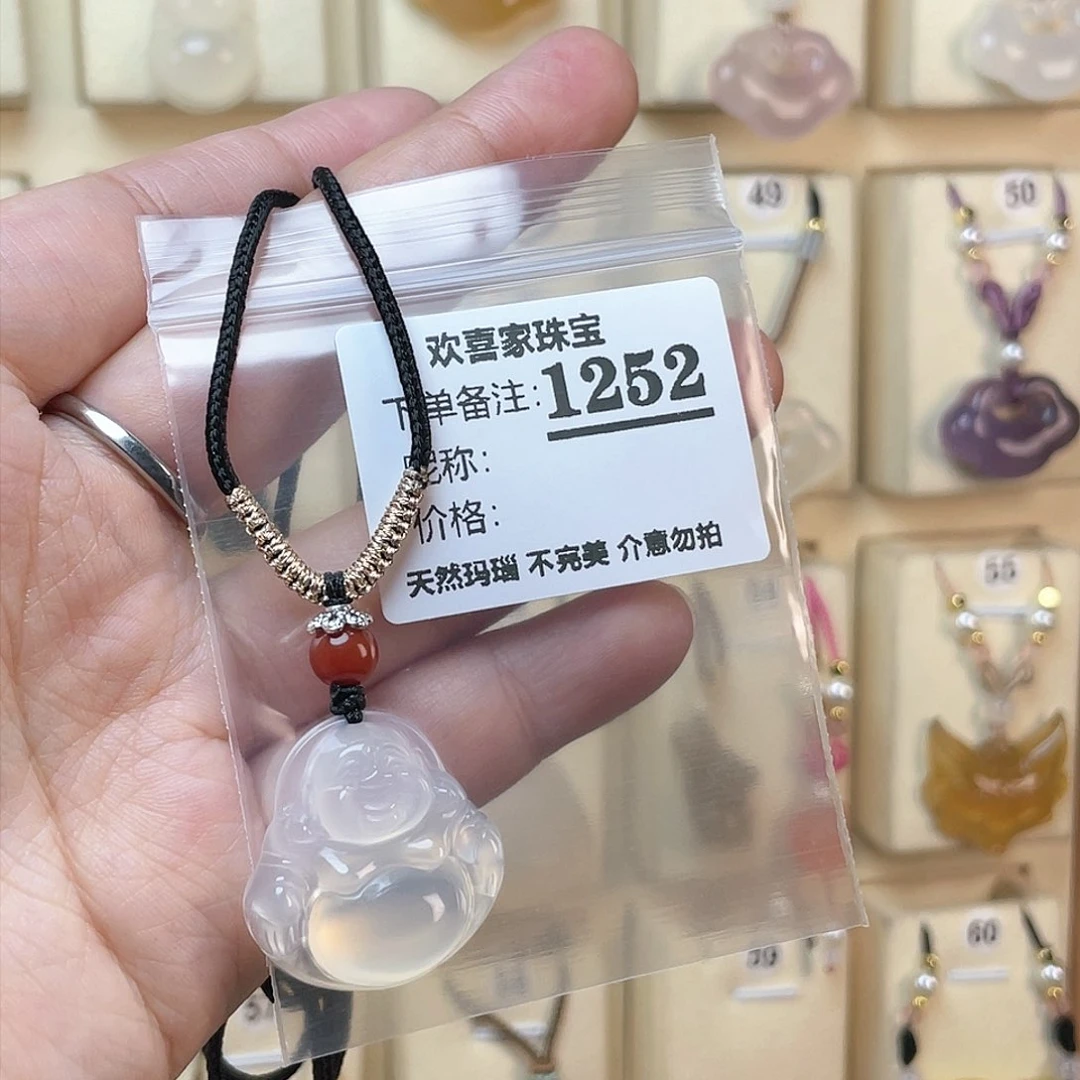 欢喜家珠宝
下单备注:1252
昵称:
价格:
天然玛瑙 不完美 介意勿拍
49
50
55
59
60